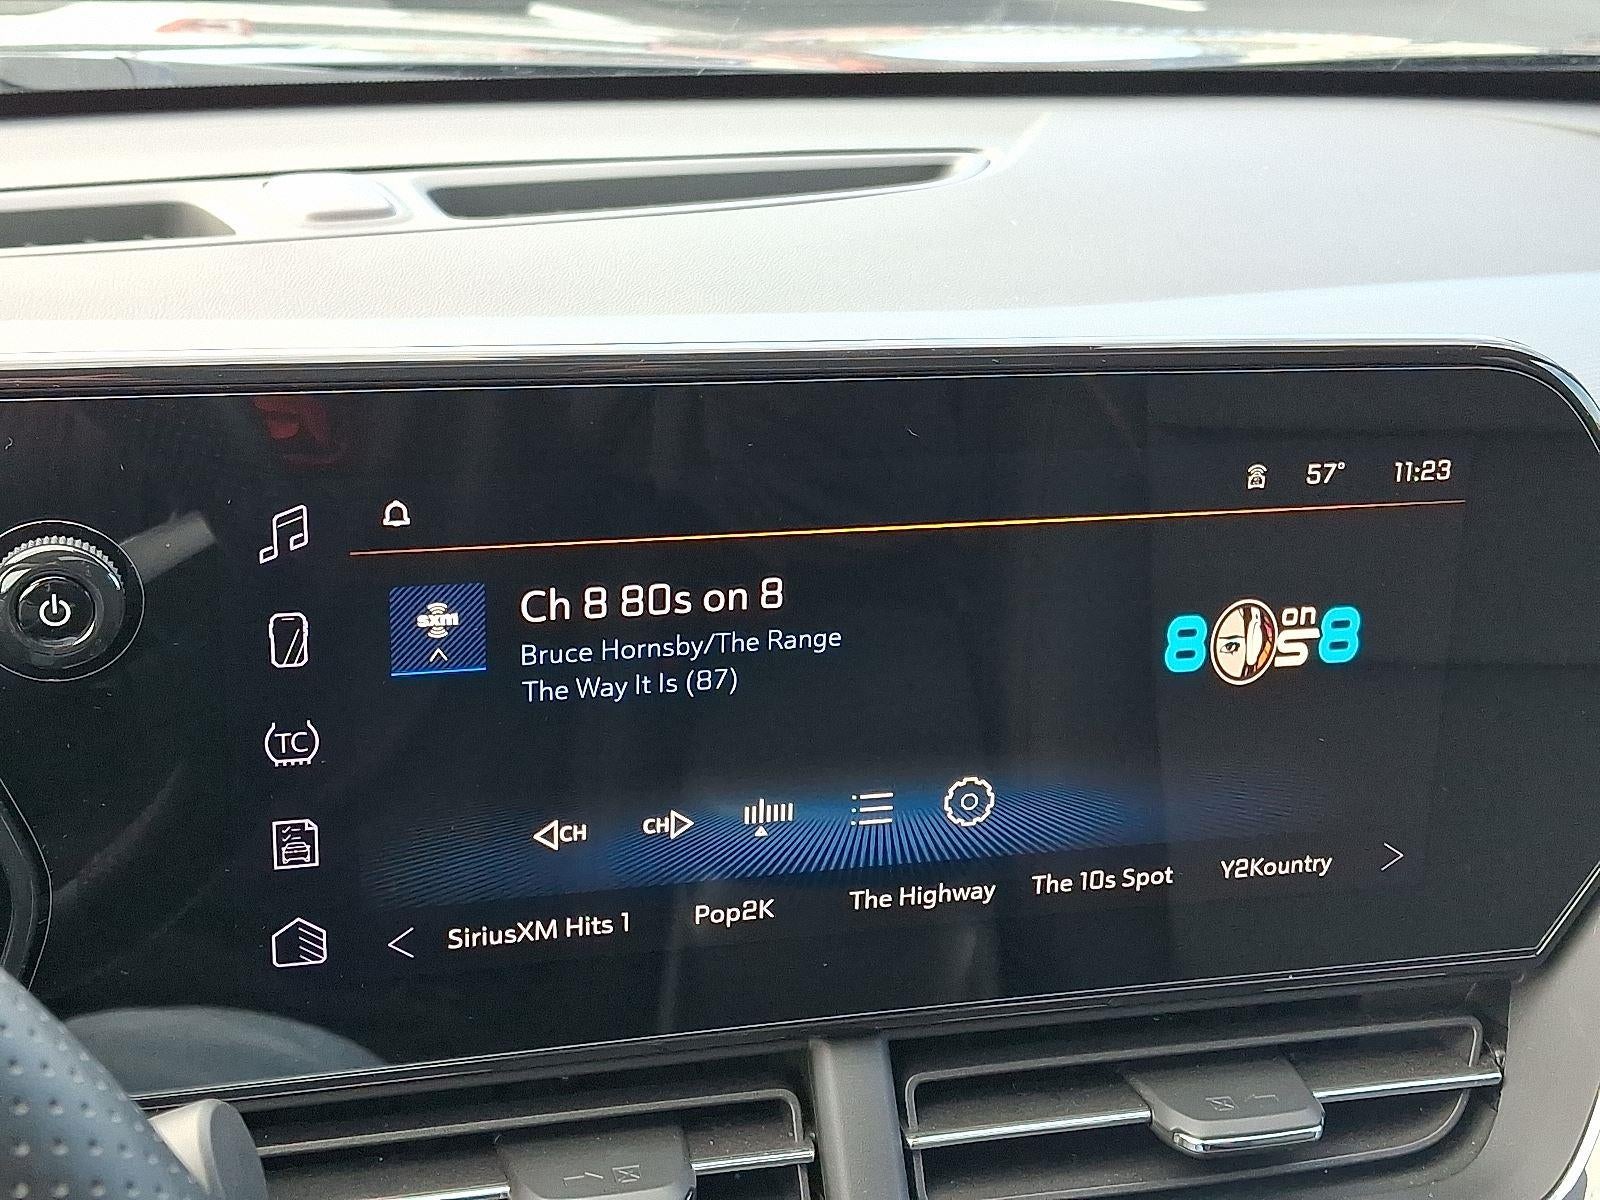 57° 11:23
sxm
Ch 8 80s on 8
Bruce Hornsby/The Range
The Way It Is (87)
80s on 8
TC
CH
CH
SiriusXM Hits 1
Pop2K
The Highway
The 10s Spot
Y2Kountry